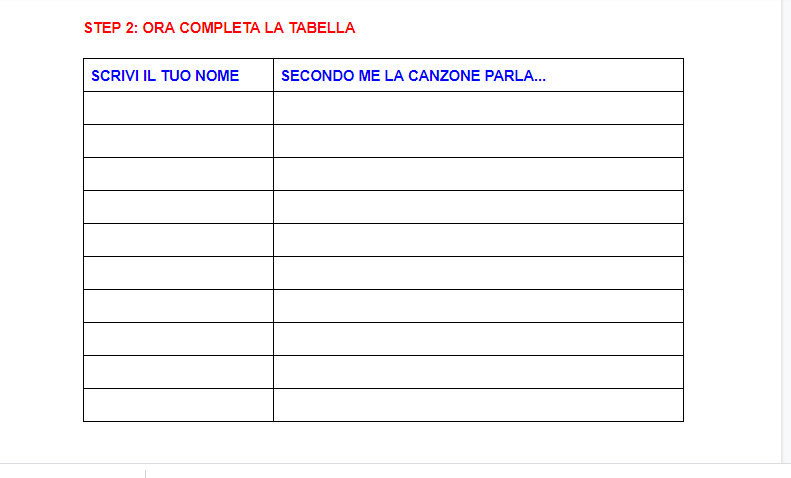 STEP 2: ORA COMPLETA LA TABELLA
SCRIVI IL TUO NOME
SECONDO ME LA CANZONE PARLA...